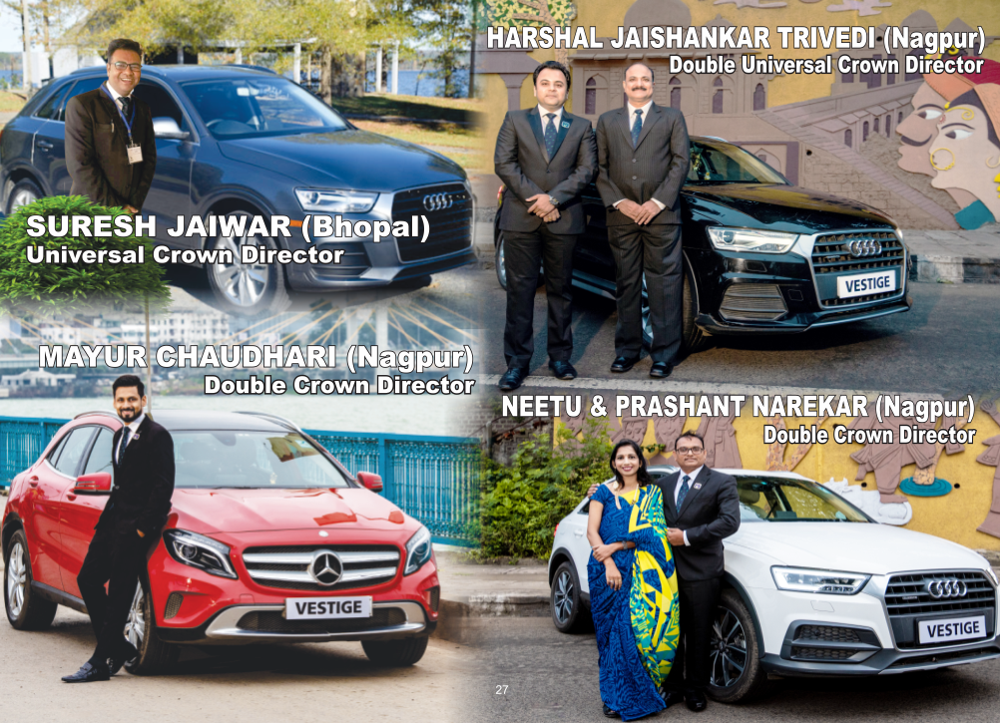 SURESH JAIWAR (Bhopal)
Universal Crown Director
HARSHAL JAISHANKAR TRIVEDI (Nagpur)
Double Universal Crown Director
VESTIGE
MAYUR CHAUDHARI (Nagpur)
Double Crown Director
VESTIGE
NEETU & PRASHANT NAREKAR (Nagpur)
Double Crown Director
VESTIGE
27